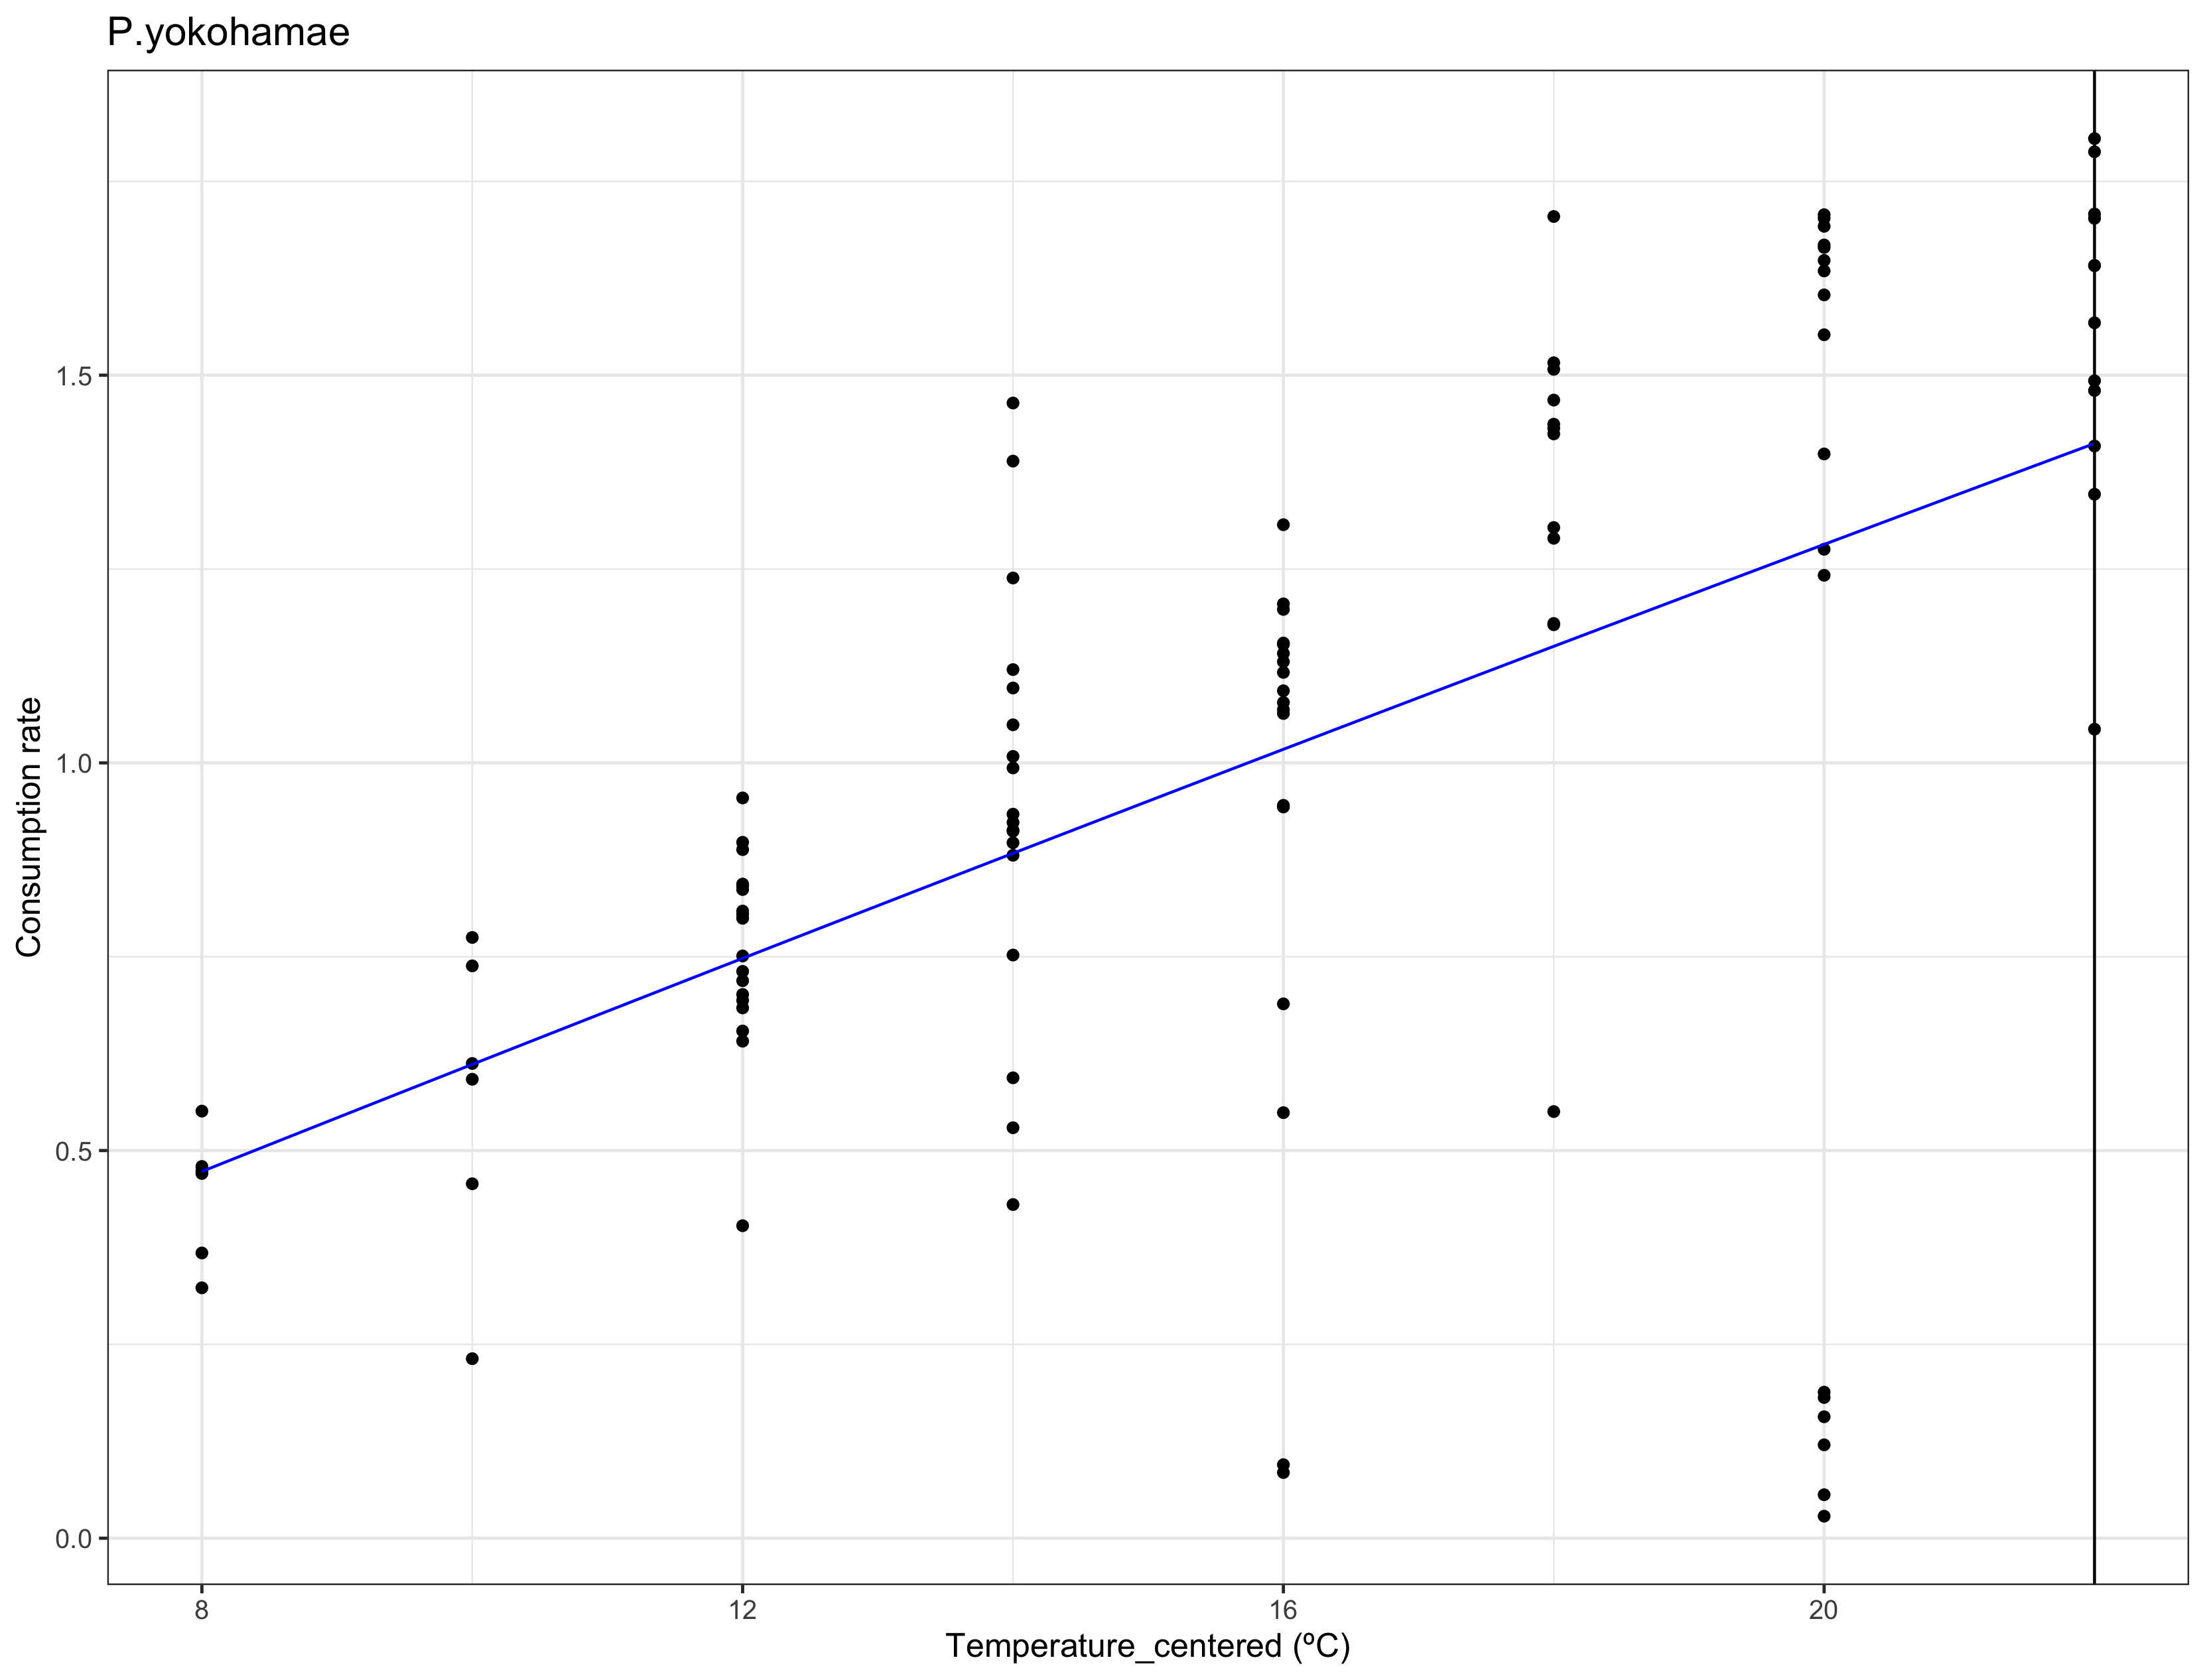 P.yokohamae
Consumption rate
1.5
1.0
0.5
0.0
8 12 16 20
Temperature_centered (ºC)